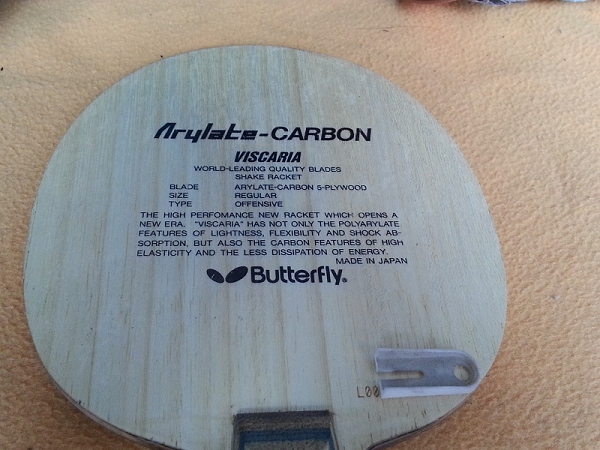 Arylate-CARBON
VISCARIA
WORLD-LEADING QUALITY BLADES
SHAKE RACKET
BLADE ARYLATE-CARBON 5-PLYWOOD
SIZE REGULAR
TYPE OFFENSIVE
THE HIGH PERFOMANCE NEW RACKET WHICH OPENS A
NEW ERA. "VISCARIA" HAS NOT ONLY THE POLYARYLATE
FEATURES OF LIGHTNESS, FLEXIBILITY AND SHOCK AB-
SORPTION, BUT ALSO THE CARBON FEATURES OF HIGH
ELASTICITY AND THE LESS DISSIPATION OF ENERGY.
MADE IN JAPAN
Butterfly®
L00